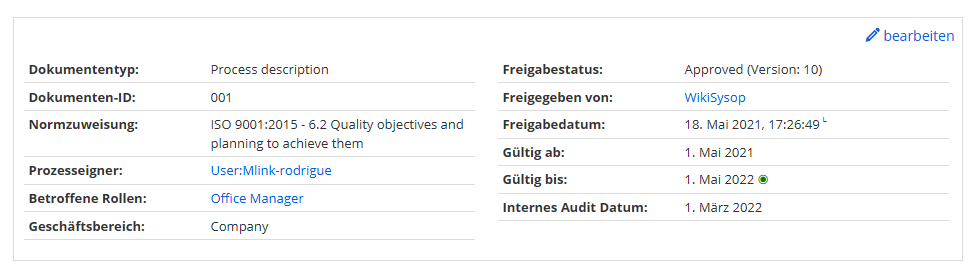 bearbeiten
Dokumententyp: Process description
Dokumenten-ID: 001
Normzuweisung: ISO 9001:2015 - 6.2 Quality objectives and
planning to achieve them
Prozesseigner: User:Mlink-rodrigue
Betroffene Rollen: Office Manager
Geschäftsbereich: Company
Freigabestatus: Approved (Version: 10)
Freigegeben von: WikiSysop
Freigabedatum: 18. Mai 2021, 17:26:49 L
Gültig ab: 1. Mai 2021
Gültig bis: 1. Mai 2022
Internes Audit Datum: 1. März 2022